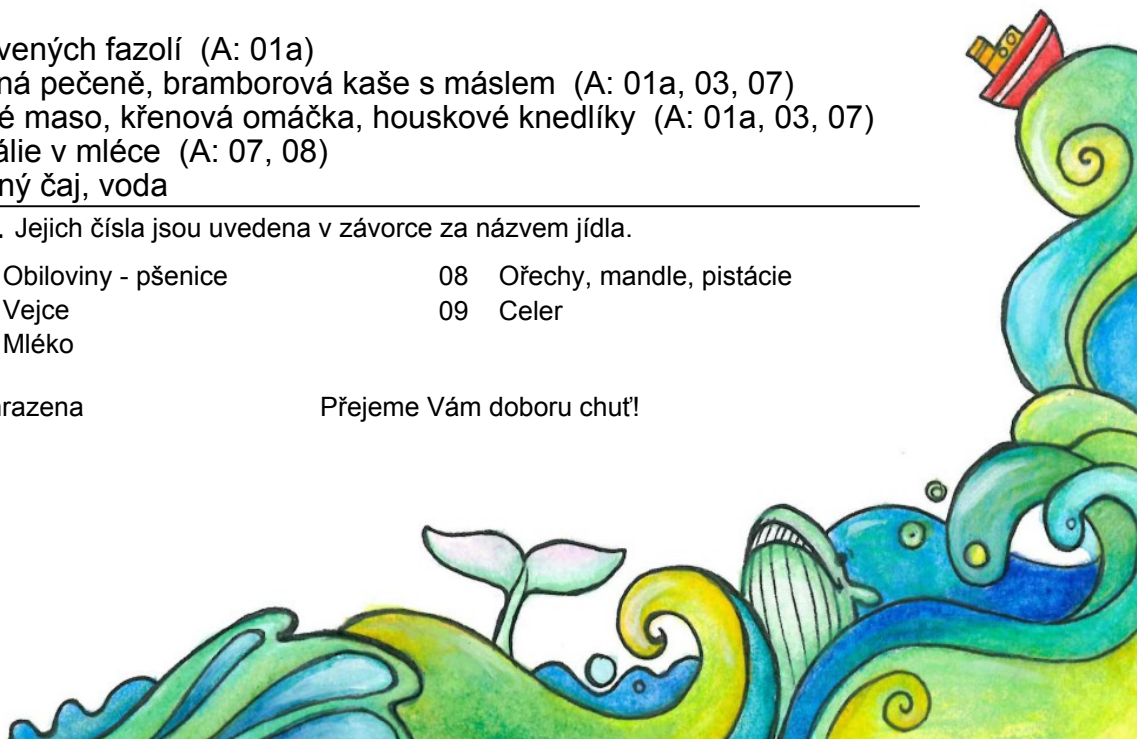 vených fazolí (A: 01a)
ná pečeně, bramborová kaše s máslem (A: 01a, 03, 07)
é maso, křenová omáčka, houskové knedlíky (A: 01a, 03, 07)
álie v mléce (A: 07, 08)
ný čaj, voda
. Jejich čísla jsou uvedena v závorce za názvem jídla.
Obiloviny - pšenice 08 Ořechy, mandle, pistácie
Vejce 09 Celer
Mléko
razena Přejeme Vám doboru chuť!